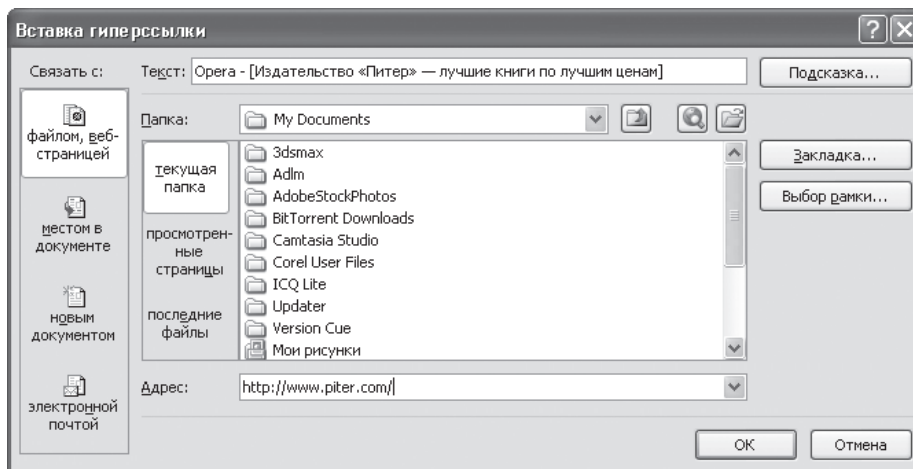 Вставка гиперссылки
Связать с:
Текст: Opera - [Издательство «Питер» — лучшие книги по лучшим ценам]
Подсказка...
файлом, веб-
страницей
местом в
документе
новым
документом
электронной
почтой
Папка: My Documents
текущая
папка
просмотрен-
ные
страницы
последние
файлы
3dsmax
Adlm
AdobeStockPhotos
BitTorrent Downloads
Camtasia Studio
Corel User Files
ICQ Lite
Updater
Version Cue
Мои рисунки
Закладка...
Выбор рамки...
Адрес: http://www.piter.com/
ОК
Отмена